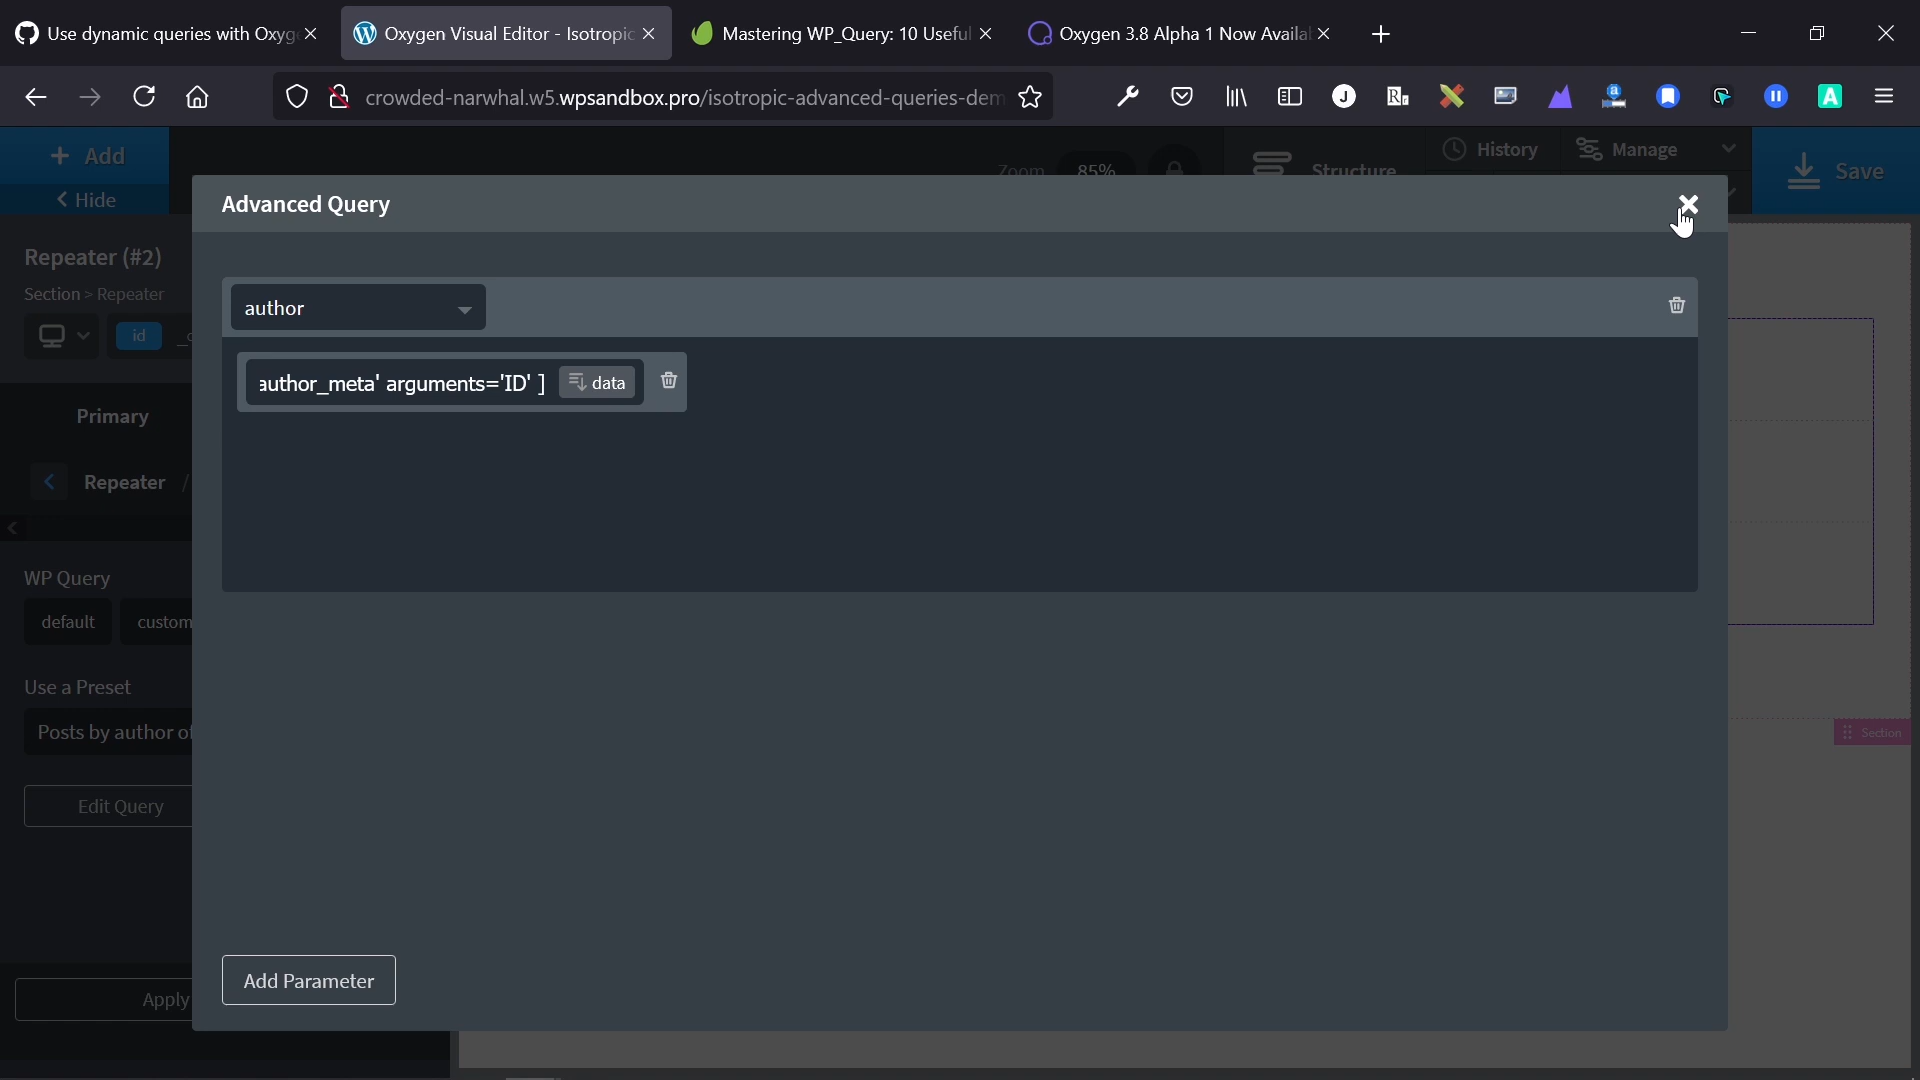 Use dynamic queries with Oxyg
Oxygen Visual Editor - Isotropic
Mastering WP_Query: 10 Useful
Oxygen 3.8 Alpha 1 Now Availal
crowded-narwhal.w5.wpsandbox.pro/isotropic-advanced-queries-dem
+ Add
Hide
Zoom
85%
Structure
History
Manage
Save
Advanced Query
Repeater (#2)
Section > Repeater
id
author
author_meta' arguments='ID' ]
data
Primary
Repeater /
WP Query
default
custom
Use a Preset
Posts by author of
Edit Query
Section
Add Parameter
Apply